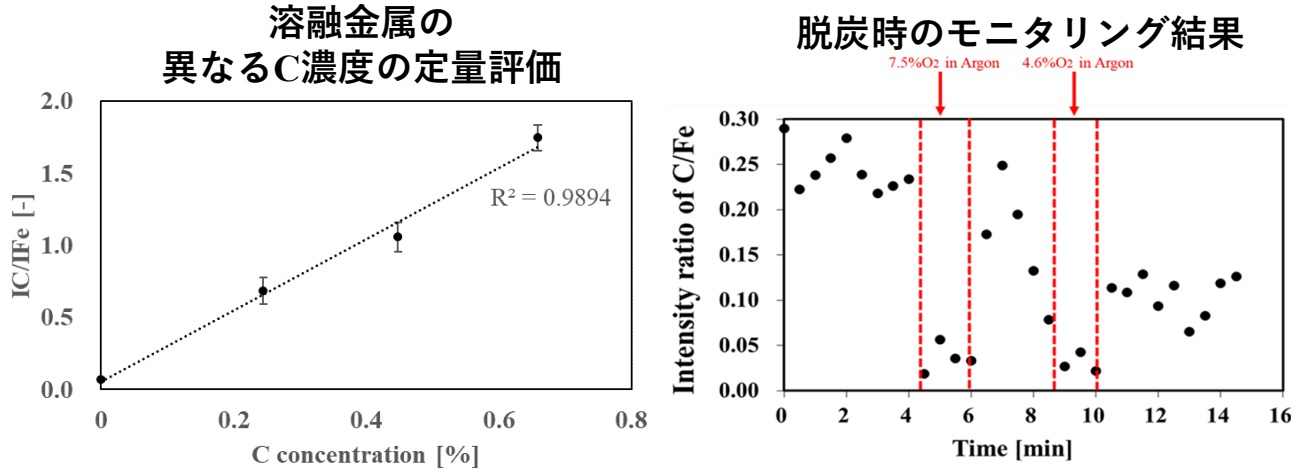 溶融金属の
異なるC濃度の定量評価
2.0
1.5
1.0
0.5
0.0
IC/IFe [-]
R² = 0.9894
0
0.2
0.4
0.6
0.8
C concentration [%]
脱炭時のモニタリング結果
7.5%O2 in Argon
4.6%O2 in Argon
0.30
0.25
0.20
0.15
0.10
0.05
0.00
Intensity ratio of C/Fe
0
2
4
6
8
10
12
14
16
Time [min]